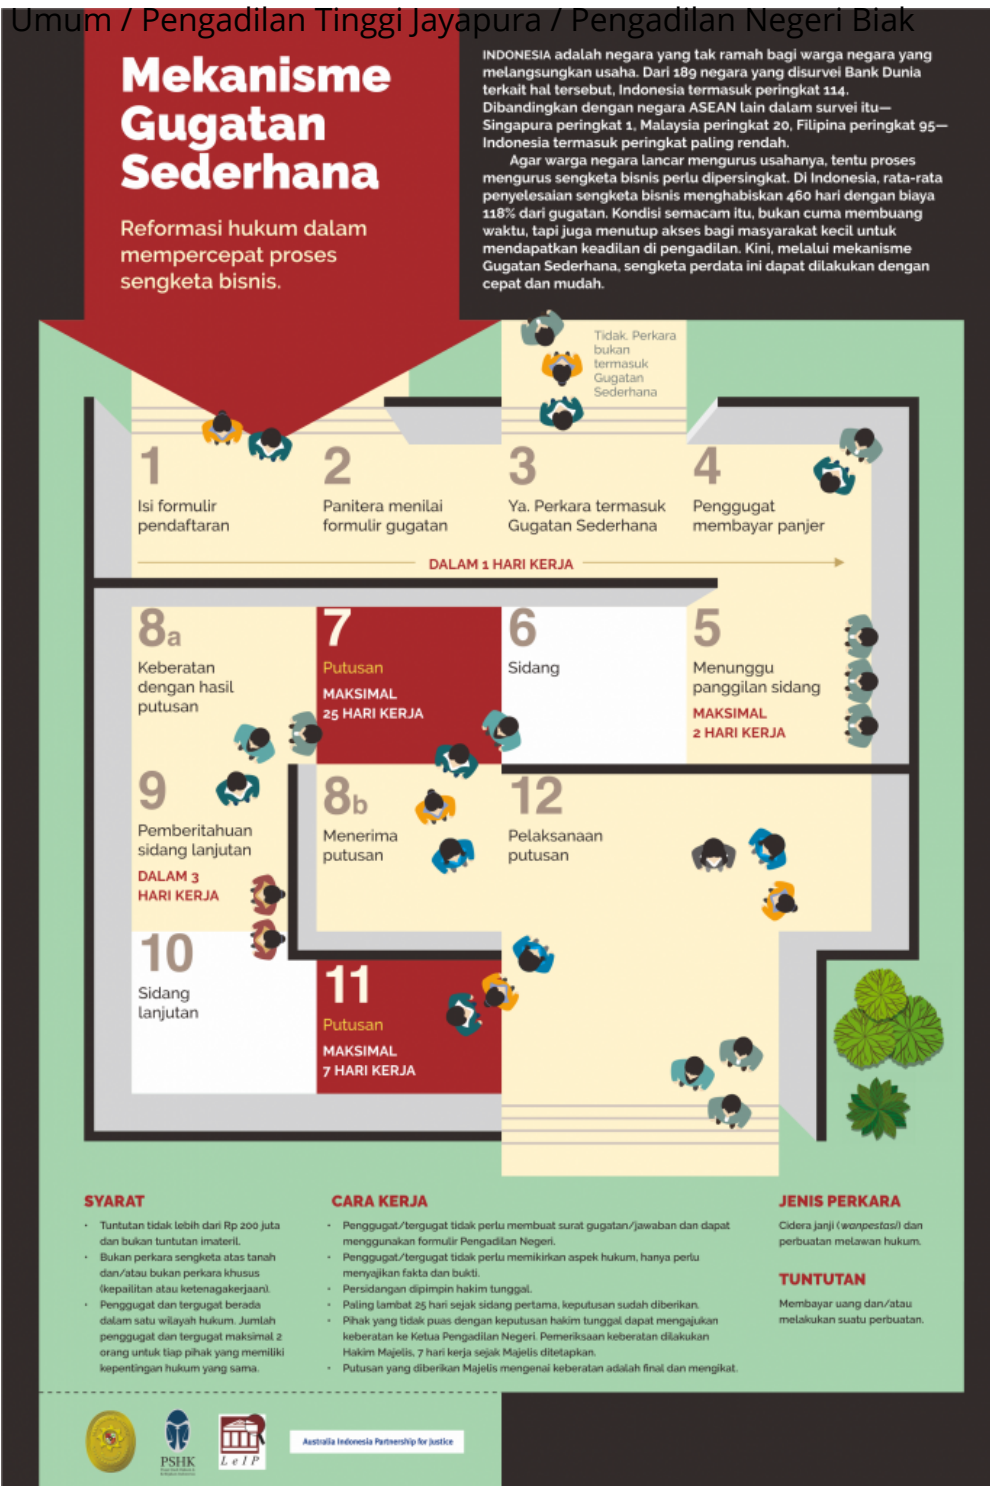 Umum / Pengadilan Tinggi Jayapura / Pengadilan Negeri Biak
Mekanisme
Gugatan
Sederhana
Reformasi hukum dalam
mempercepat proses
sengketa bisnis.
INDONESIA adalah negara yang tak ramah bagi warga negara yang
melangsungkan usaha. Dari 189 negara yang disurvei Bank Dunia
terkait hal tersebut, Indonesia termasuk peringkat 114.
Dibandingkan dengan negara ASEAN lain dalam survei itu—
Singapura peringkat 1, Malaysia peringkat 20, Filipina peringkat 95—
Indonesia termasuk peringkat paling rendah.
Agar warga negara lancar mengurus usahanya, tentu proses
mengurus sengketa bisnis perlu dipersingkat. Di Indonesia, rata-rata
penyelesaian sengketa bisnis menghabiskan 460 hari dengan biaya
118% dari gugatan. Kondisi semacam itu, bukan cuma membuang
waktu, tapi juga menutup akses bagi masyarakat kecil untuk
mendapatkan keadilan di pengadilan. Kini, melalui mekanisme
Gugatan Sederhana, sengketa perdata ini dapat dilakukan dengan
cepat dan mudah.
Tidak. Perkara
bukan
termasuk
Gugatan
Sederhana
1
Isi formulir
pendaftaran
2
Panitera menilai
formulir gugatan
3
Ya. Perkara termasuk
Gugatan Sederhana
4
Penggugat
membayar panjer
DALAM 1 HARI KERJA
8a
Keberatan
dengan hasil
putusan
7
Putusan
MAKSIMAL
25 HARI KERJA
6
Sidang
5
Menunggu
panggilan sidang
MAKSIMAL
2 HARI KERJA
9
Pemberitahuan
sidang lanjutan
DALAM 3
HARI KERJA
8b
Menerima
putusan
12
Pelaksanaan
putusan
10
Sidang
lanjutan
11
Putusan
MAKSIMAL
7 HARI KERJA
SYARAT
• Tuntutan tidak lebih dari Rp 200 juta
dan bukan tuntutan imateril.
• Bukan perkara sengketa atas tanah
dan/atau bukan perkara khusus
(kepailitan atau ketenagakerjaan).
• Penggugat dan tergugat berada
dalam satu wilayah hukum. Jumlah
penggugat dan tergugat maksimal 2
orang untuk tiap pihak yang memiliki
kepentingan hukum yang sama.
CARA KERJA
• Penggugat/tergugat tidak perlu membuat surat gugatan/jawaban dan dapat
menggunakan formulir Pengadilan Negeri.
• Penggugat/tergugat tidak perlu memikirkan aspek hukum, hanya perlu
menyajikan fakta dan bukti.
• Persidangan dipimpin hakim tunggal.
• Paling lambat 25 hari sejak sidang pertama, keputusan sudah diberikan.
• Pihak yang tidak puas dengan keputusan hakim tunggal dapat mengajukan
keberatan ke Ketua Pengadilan Negeri. Pemeriksaan keberatan dilakukan
Hakim Majelis, 7 hari kerja sejak Majelis ditetapkan.
• Putusan yang diberikan Majelis mengenai keberatan adalah final dan mengikat.
JENIS PERKARA
Cidera janji (wanpestasi) dan
perbuatan melawan hukum.
TUNTUTAN
Membayar uang dan/atau
melakukan suatu perbuatan.
PSHK
LeIP
Australia Indonesia Partnership for Justice